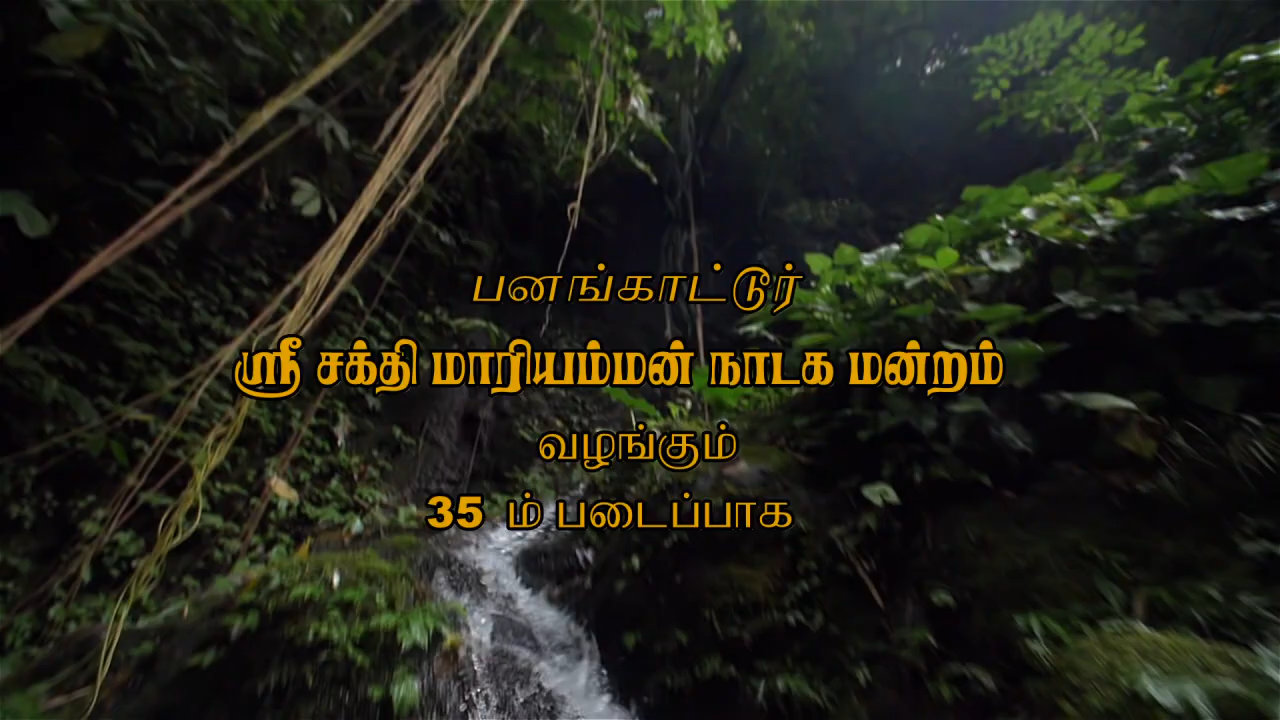 பனங்காட்டூர்
ஸ்ரீ சக்தி மாரியம்மன் நாடக மன்றம்
வழங்கும்
35 ம் படைப்பாக